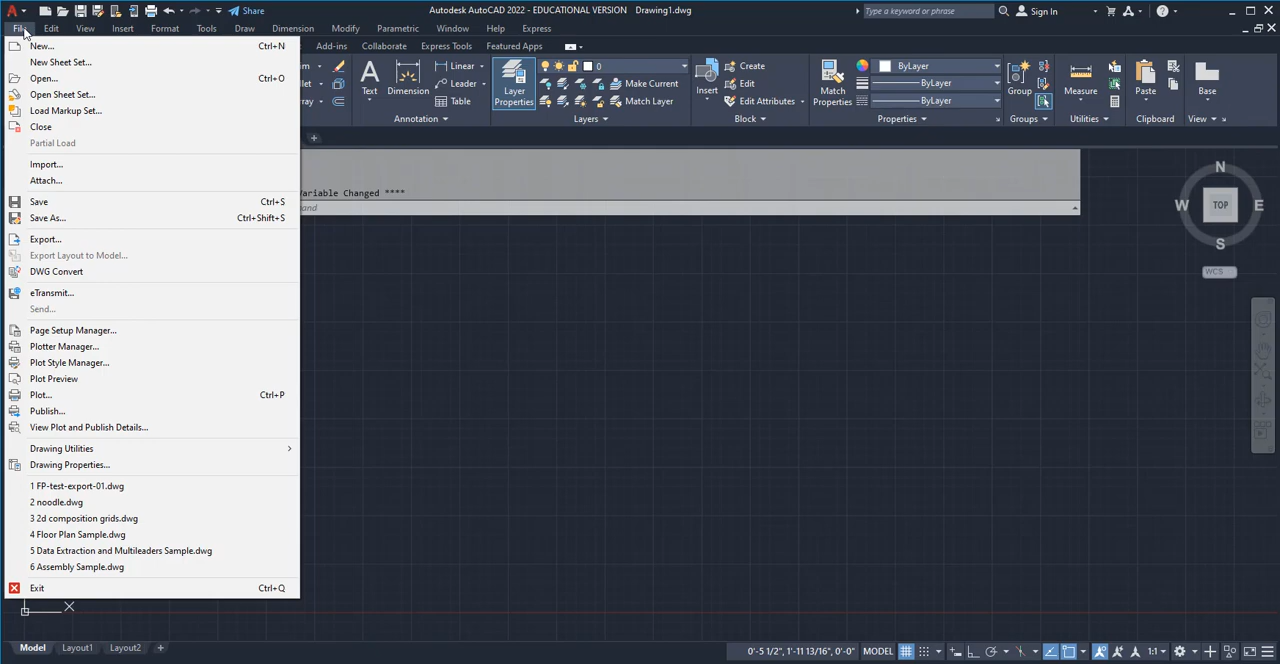 Share
Autodesk AutoCAD 2022 - EDUCATIONAL VERSION Drawing1.dwg
Type a keyword or phrase
Sign In
File Edit View Insert Format Tools Draw Dimension Modify Parametric Window Help Express
Add-ins Collaborate Express Tools Featured Apps
New... Ctrl+N
New Sheet Set...
Open... Ctrl+O
Open Sheet Set...
Load Markup Set...
Close
Partial Load
Import...
Attach...
Save Ctrl+S
Save As... Ctrl+Shift+S
Export...
Export Layout to Model...
DWG Convert
eTransmit...
Send...
Page Setup Manager...
Plotter Manager...
Plot Style Manager...
Plot Preview
Plot... Ctrl+P
Publish...
View Plot and Publish Details...
Drawing Utilities
Drawing Properties...
1 FP-test-export-01.dwg
2 noodle.dwg
3 2d composition grids.dwg
4 Floor Plan Sample.dwg
5 Data Extraction and Multileaders Sample.dwg
6 Assembly Sample.dwg
Exit Ctrl+Q
Text
Dimension
Linear
Leader
Table
Annotation
Layer
Properties
0
Make Current
Match Layer
Layers
Insert
Create
Edit
Edit Attributes
Block
Match
Properties
ByLayer
ByLayer
ByLayer
Properties
Group
Groups
Measure
Utilities
Paste
Clipboard
Base
View
ariable Changed ****
and
N
W TOP E
S
WCS
X
Model Layout1 Layout2
0'-5 1/2", 1'-11 13/16", 0'-0" MODEL
1:1